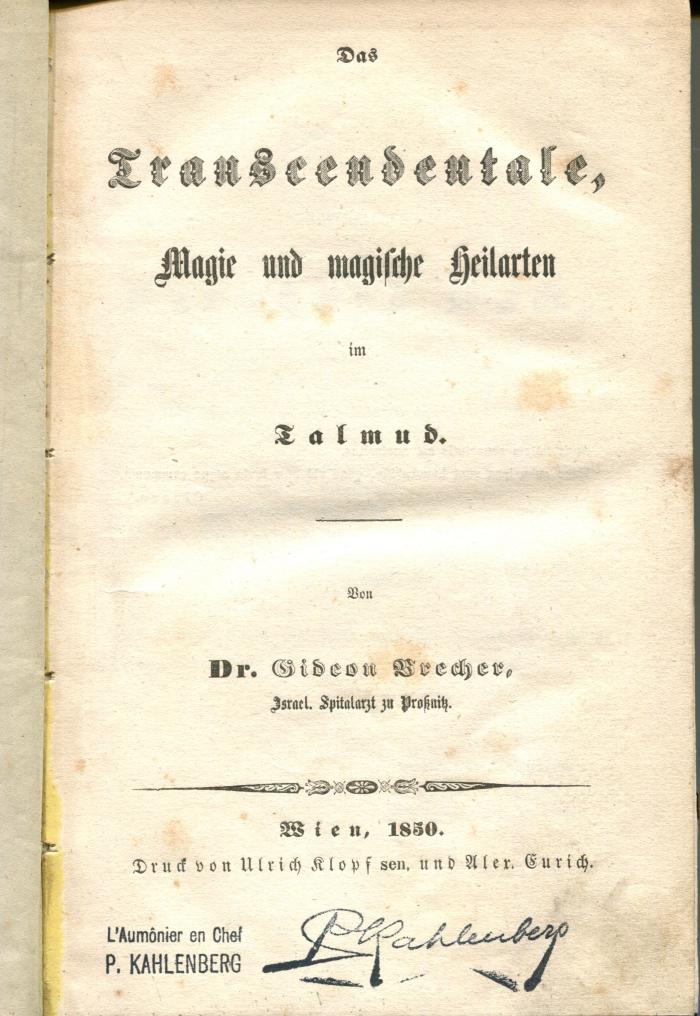 Das
Transcendentale,
Magie und magische Heilarten
im
Talmud.
Von
Dr. Gideon Brecher,
Israel. Spitalarzt zu Proßnitz.
Wien, 1850.
Druck von Ulrich Klopf sen. und Alex. Eurich.
L'Aumônier en Chef
P. KAHLENBERG
P Kahlenberg